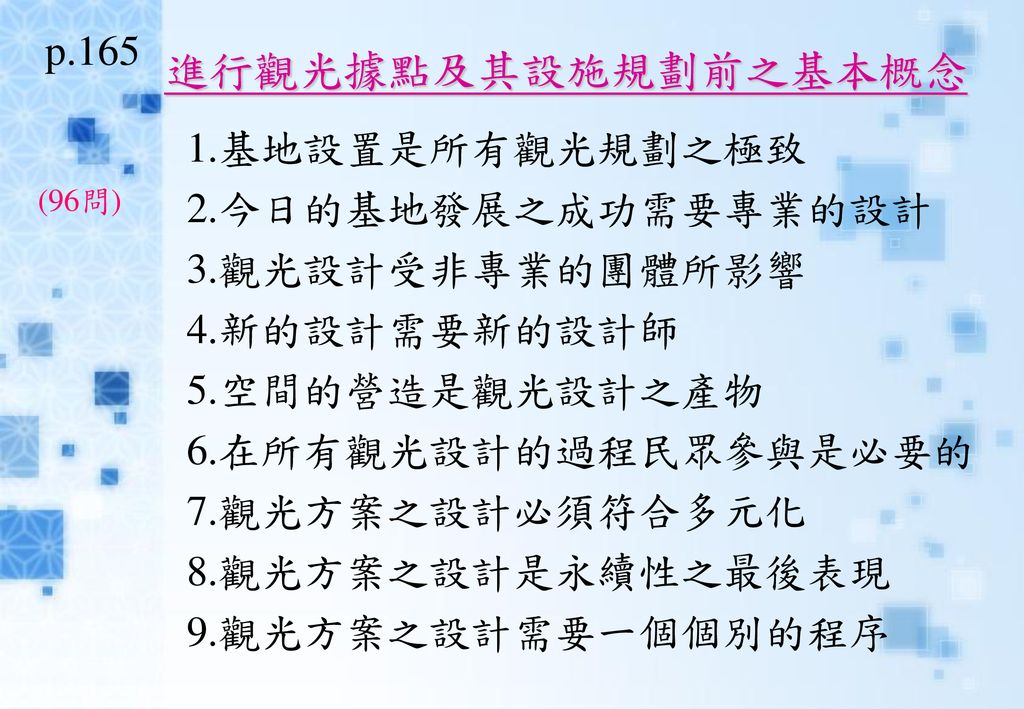 p.165
進行觀光據點及其設施規劃前之基本概念
1.基地設置是所有觀光規劃之極致
(96問)
2.今日的基地發展之成功需要專業的設計
3.觀光設計受非專業的團體所影響
4.新的設計需要新的設計師
5.空間的營造是觀光設計之產物
6.在所有觀光設計的過程民眾參與是必要的
7.觀光方案之設計必須符合多元化
8.觀光方案之設計是永續性之最後表現
9.觀光方案之設計需要一個個別的程序